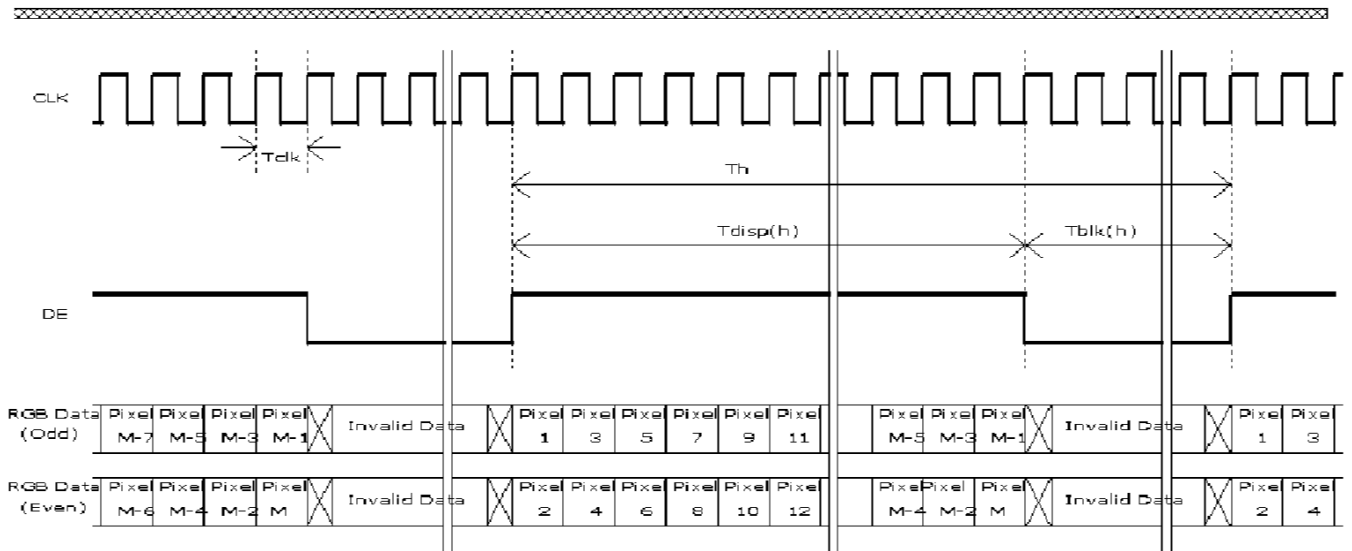 CLK
Tclk
Th
Tdisp(h)
Tblk(h)
DE
RGB Data (Odd)
Pixel M-7
Pixel M-5
Pixel M-3
Pixel M-1
Invalid Data
Pixel 1
Pixel 3
Pixel 5
Pixel 7
Pixel 9
Pixel 11
M-5
Pixel M-3
Pixel M-1
Invalid Data
Pixel 1
Pixel 3
RGB Data (Even)
Pixel M-6
Pixel M-4
Pixel M-2
Pixel M
Invalid Data
Pixel 2
Pixel 4
Pixel 6
Pixel 8
Pixel 10
Pixel 12
Pixel M-4
Pixel M-2
Pixel M
Invalid Data
Pixel 2
Pixel 4